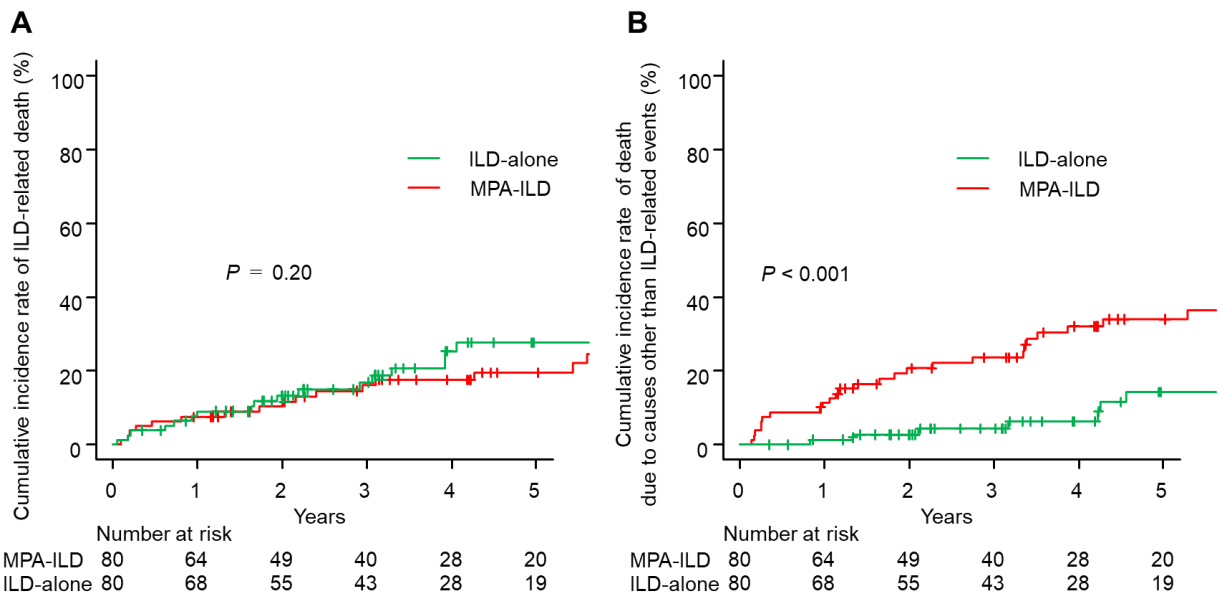 A
Cumulative incidence rate of ILD-related death (%)
100
80
60
40
20
0
ILD-alone
MPA-ILD
P = 0.20
0 1 2 3 4 5
Years
Number at risk
MPA-ILD 80 64 49 40 28 20
ILD-alone 80 68 55 43 28 19
B
Cumulative incidence rate of death
due to causes other than ILD-related events (%)
100
80
60
40
20
0
ILD-alone
MPA-ILD
P < 0.001
0 1 2 3 4 5
Years
MPA-ILD 80 64 49 40 28 20
ILD-alone 80 68 55 43 28 19
Number at risk